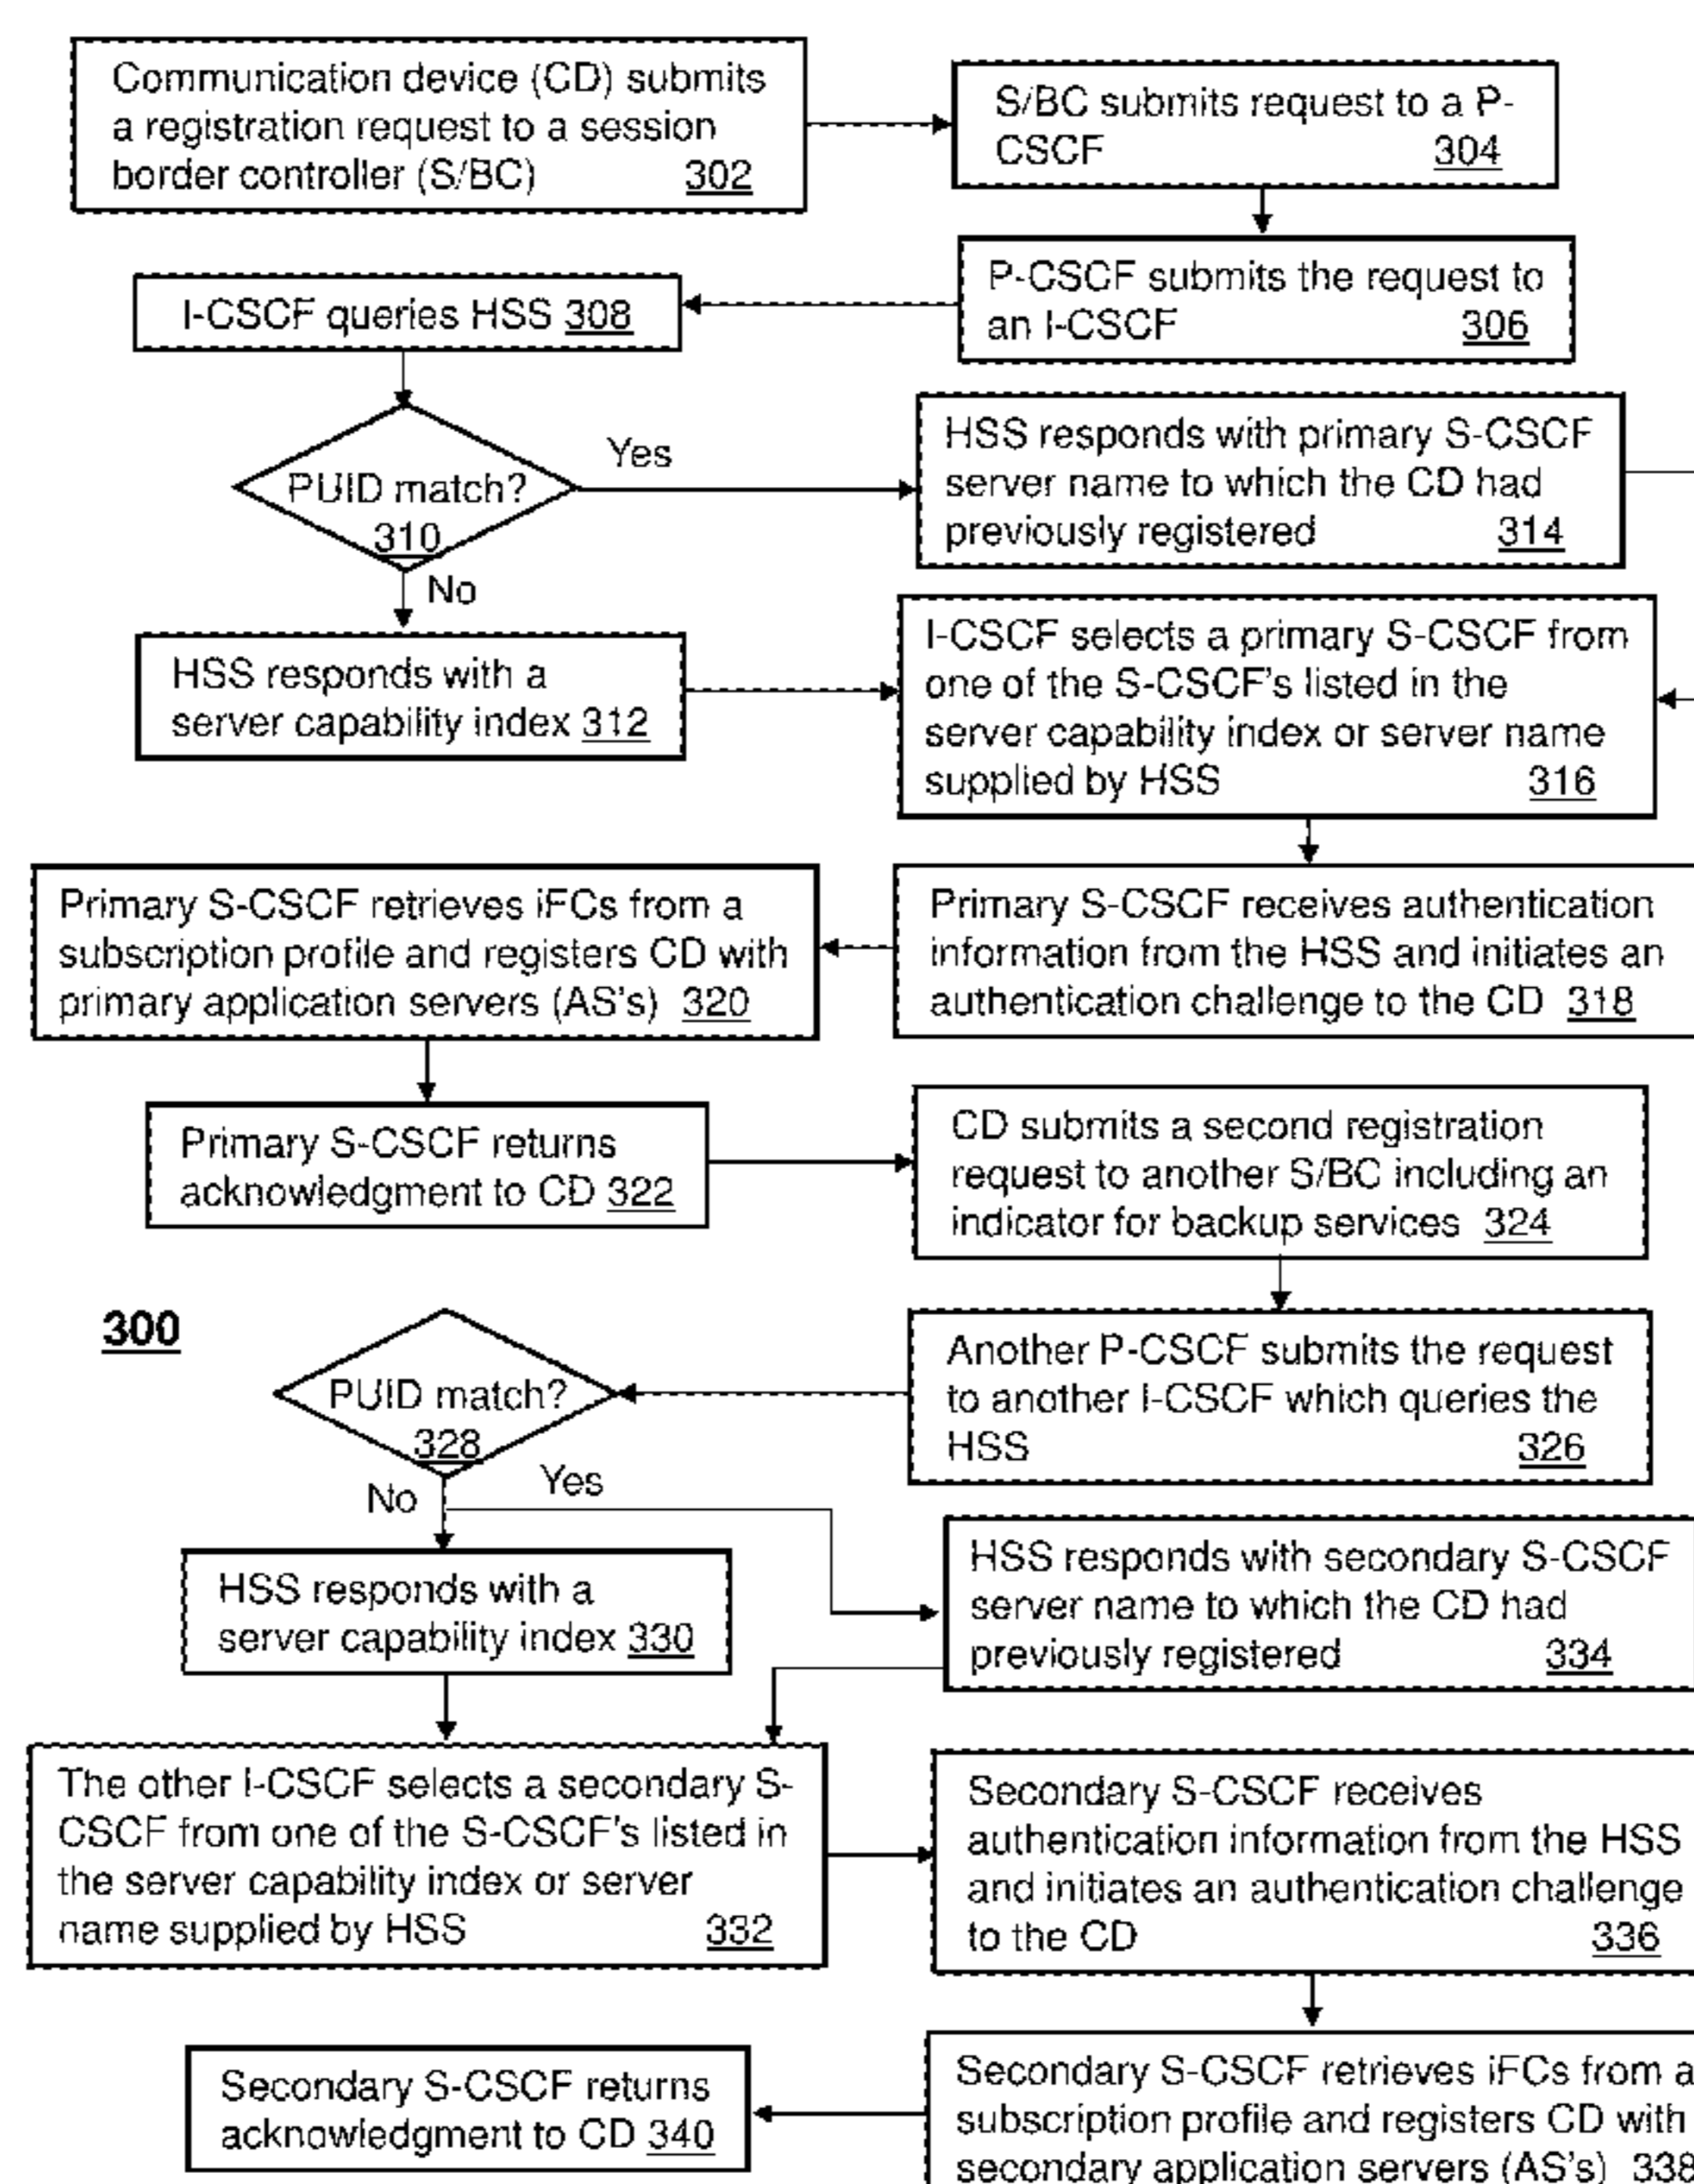 Communication device (CD) submits
a registration request to a session
border controller (S/BC) 302
S/BC submits request to a P-
CSCF 304
P-CSCF submits the request to
an I-CSCF 306
I-CSCF queries HSS 308
PUID match?
310
Yes
No
HSS responds with primary S-CSCF
server name to which the CD had
previously registered 314
HSS responds with a
server capability index 312
I-CSCF selects a primary S-CSCF from
one of the S-CSCF's listed in the
server capability index or server name
supplied by HSS 316
Primary S-CSCF receives authentication
information from the HSS and initiates an
authentication challenge to the CD 318
Primary S-CSCF retrieves iFCs from a
subscription profile and registers CD with
primary application servers (AS's) 320
Primary S-CSCF returns
acknowledgment to CD 322
CD submits a second registration
request to another S/BC including an
indicator for backup services 324
300
Another P-CSCF submits the request
to another I-CSCF which queries the
HSS 326
PUID match?
328
No
Yes
HSS responds with a
server capability index 330
HSS responds with secondary S-CSCF
server name to which the CD had
previously registered 334
The other I-CSCF selects a secondary S-
CSCF from one of the S-CSCF's listed in
the server capability index or server
name supplied by HSS 332
Secondary S-CSCF receives
authentication information from the HSS
and initiates an authentication challenge
to the CD 336
Secondary S-CSCF retrieves iFCs from a
subscription profile and registers CD with
secondary application servers (AS's) 338
Secondary S-CSCF returns
acknowledgment to CD 340